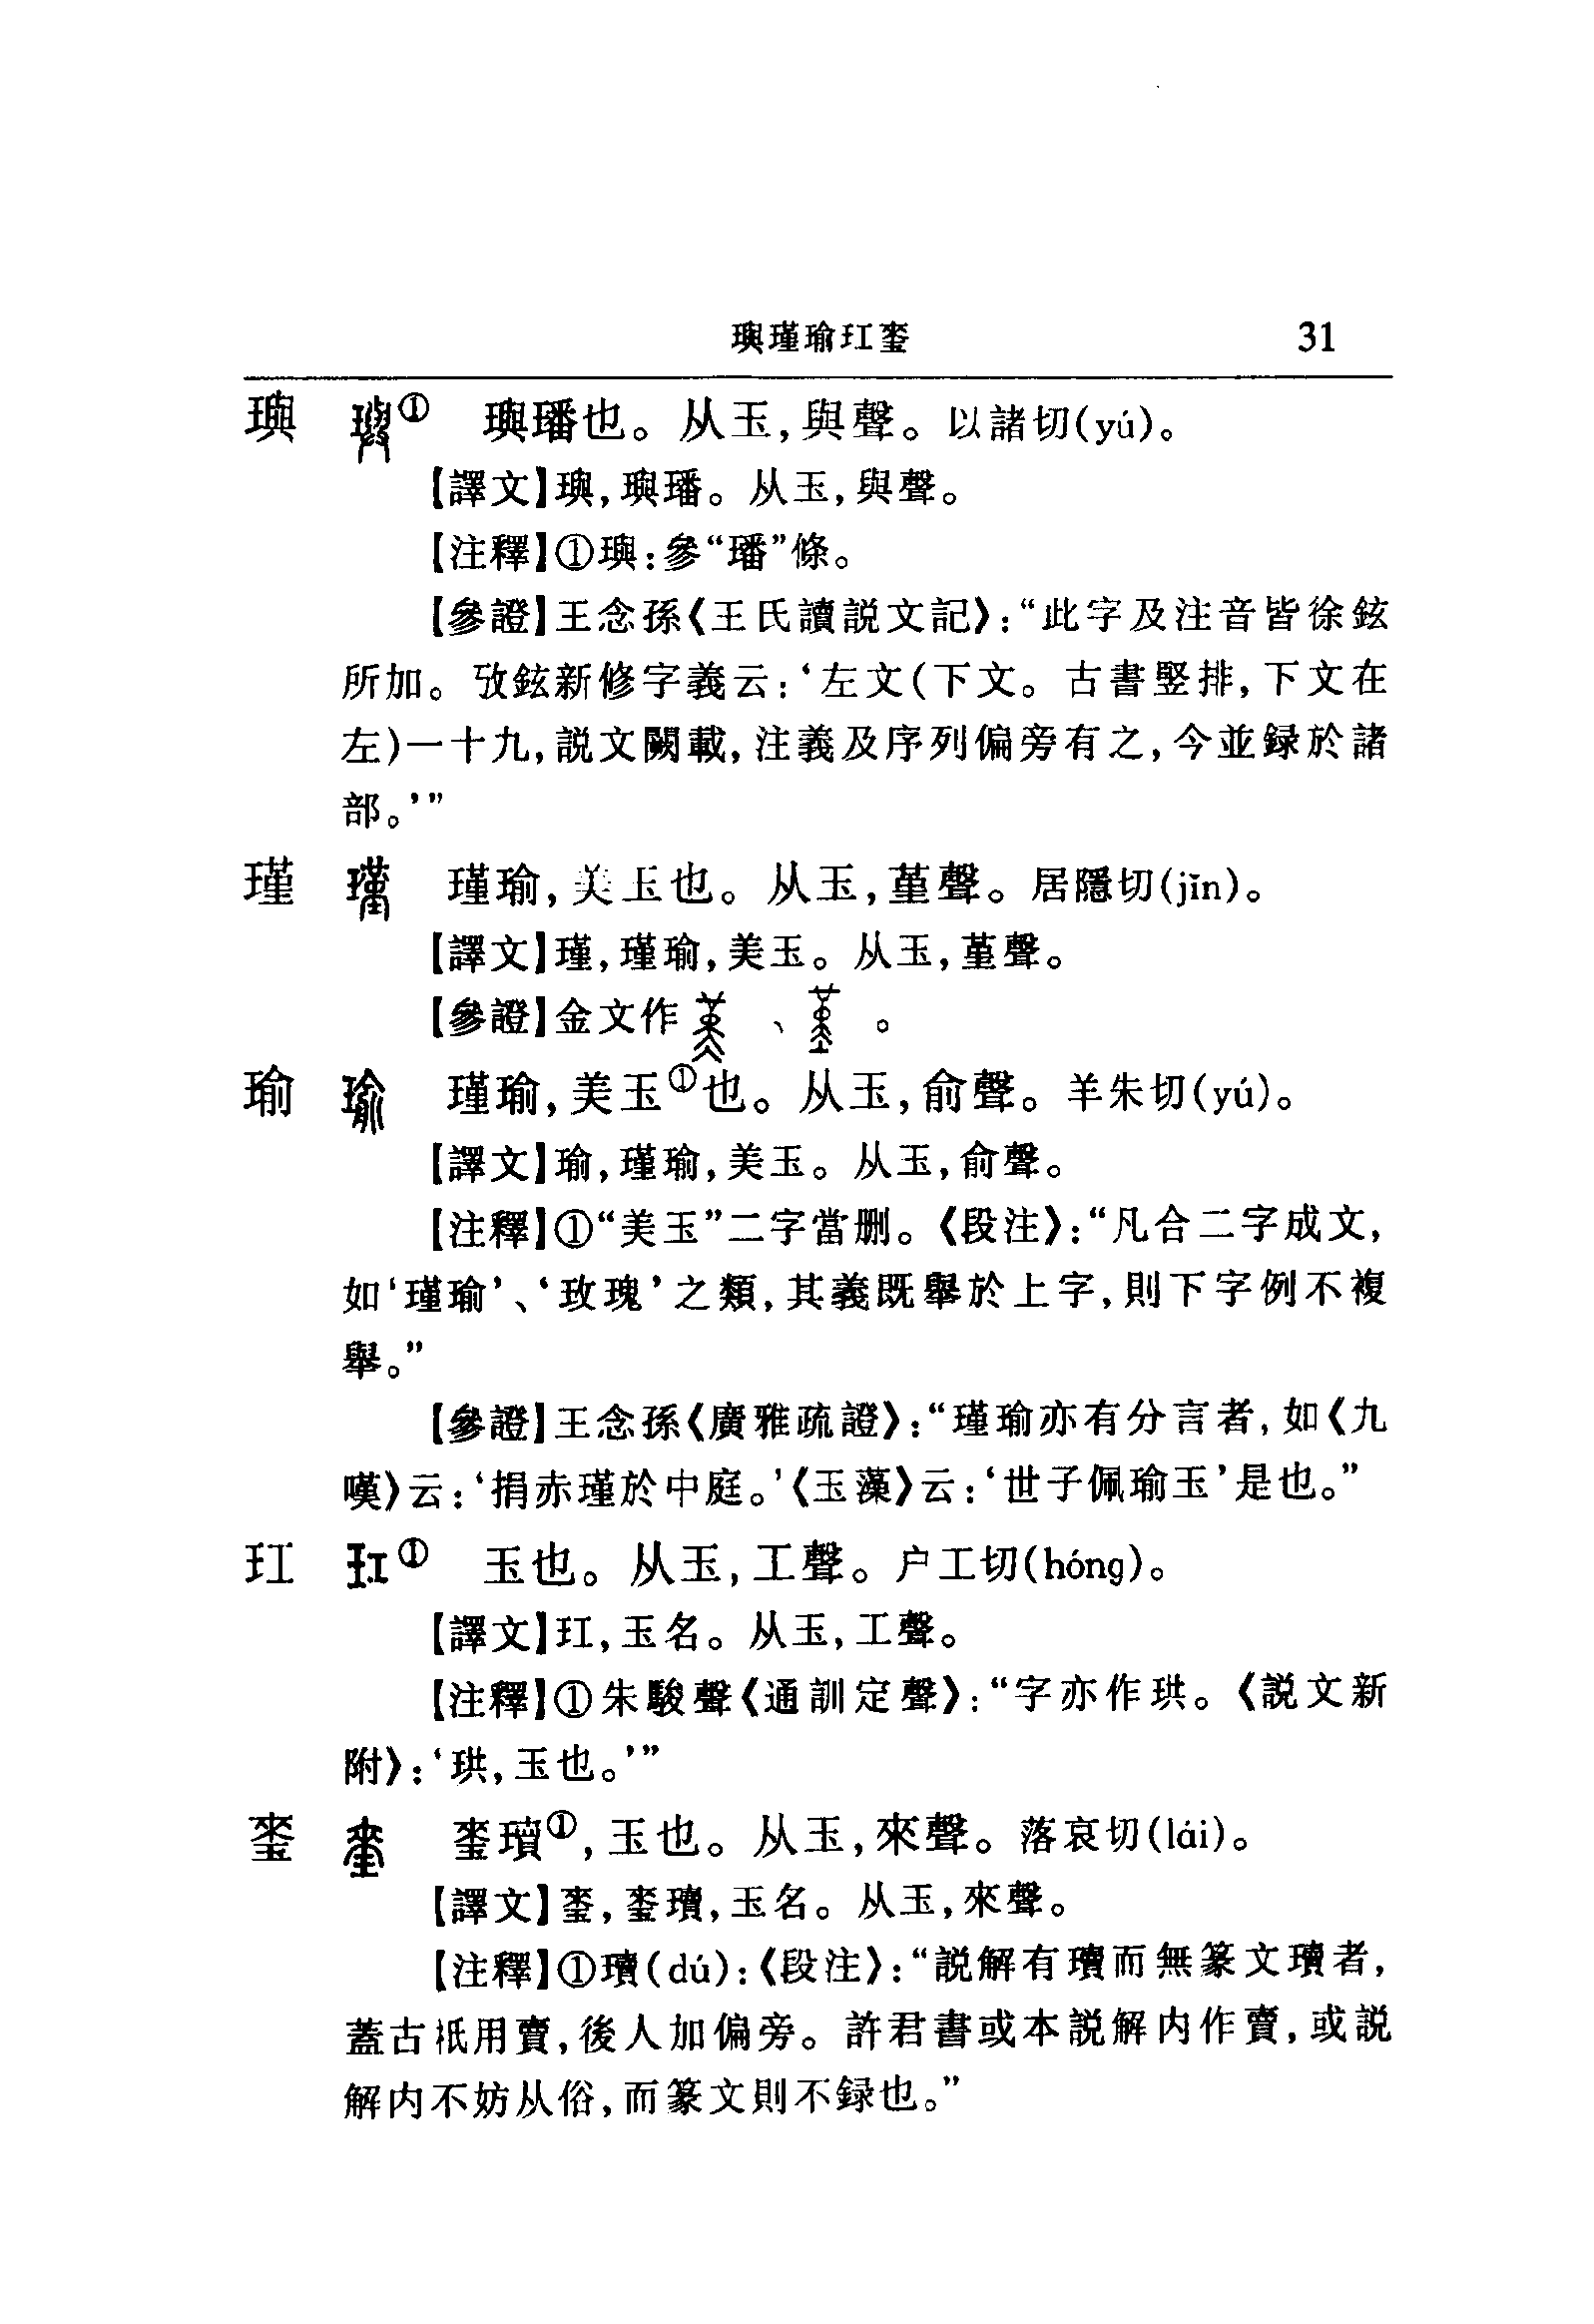 璵瑾瑜玒琜 31
璵 ① 璵璠也。从玉,與聲。以諸切(yú)。
【譯文】璵,璵璠。从玉,與聲。
【注釋】①璵:參“璠”條。
【參證】王念孫《王氏讀説文記》:“此字及注音皆徐鉉
所加。攷鉉新修字義云:‘左文(下文。古書竪排,下文在
左)一十九,説文闕載,注義及序列偏旁有之,今並録於諸
部。’”
瑾 瑾瑜,美玉也。从玉,堇聲。居隱切(jǐn)。
【譯文】瑾,瑾瑜,美玉。从玉,堇聲。
【參證】金文作 、 。
瑜 瑾瑜,美玉①也。从玉,俞聲。羊朱切(yú)。
【譯文】瑜,瑾瑜,美玉。从玉,俞聲。
【注釋】①“美玉”二字當删。《段注》:“凡合二字成文,
如‘瑾瑜’、‘玫瑰’之類,其義既舉於上字,則下字例不複
舉。”
【參證】王念孫《廣雅疏證》:“瑾瑜亦有分言者,如《九
嘆》云:‘捐赤瑾於中庭。’《玉藻》云:‘世子佩瑜玉’是也。”
玒 ① 玉也。从玉,工聲。户工切(hóng)。
【譯文】玒,玉名。从玉,工聲。
【注釋】①朱駿聲《通訓定聲》:“字亦作珙。《説文新
附》:‘珙,玉也。’”
琜 琜瓄①,玉也。从玉,來聲。落哀切(lái)。
【譯文】琜,琜瓄,玉名。从玉,來聲。
【注釋】①瓄(dú):《段注》:“説解有瓄而無篆文瓄者,
蓋古衹用賣,後人加偏旁。許君書或本説解内作賣,或説
解内不妨从俗,而篆文則不録也。”